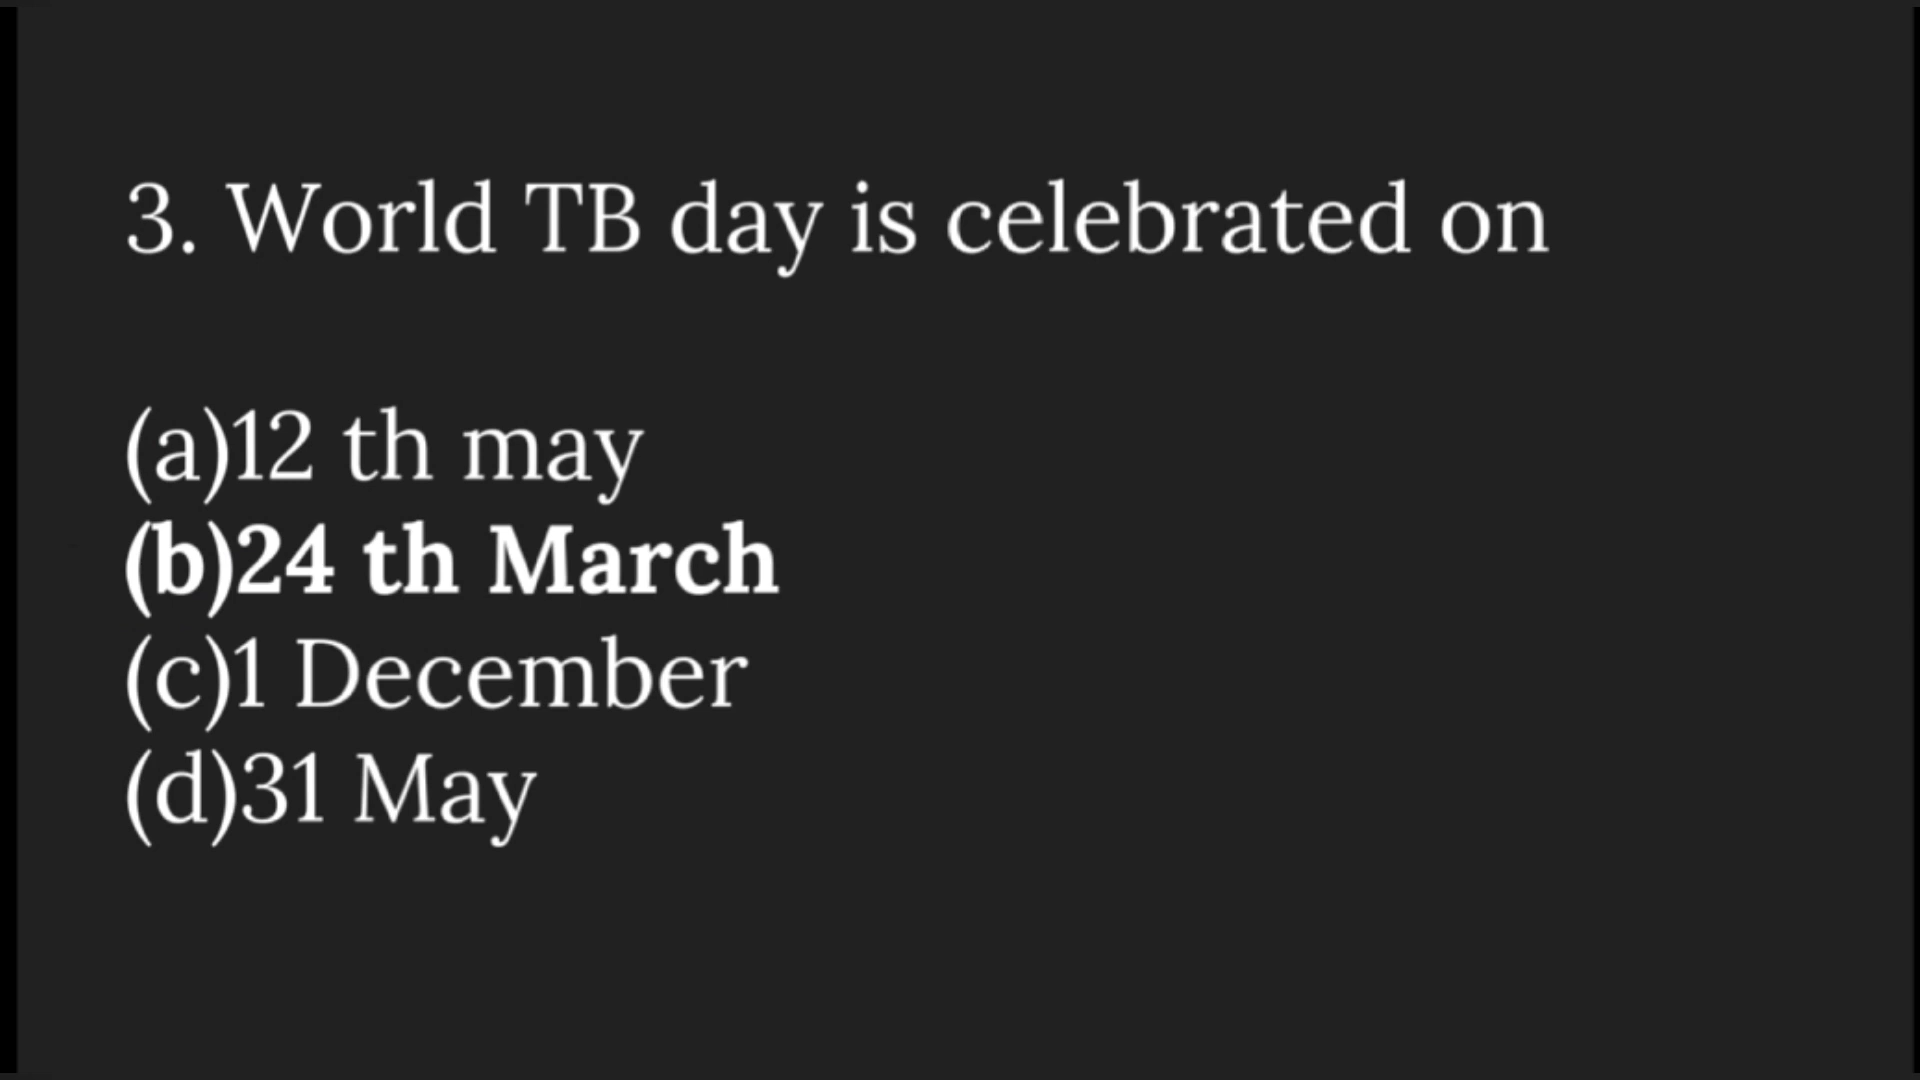 3. World TB day is celebrated on
(a)12 th may
(b)24 th March
(c)1 December
(d)31 May